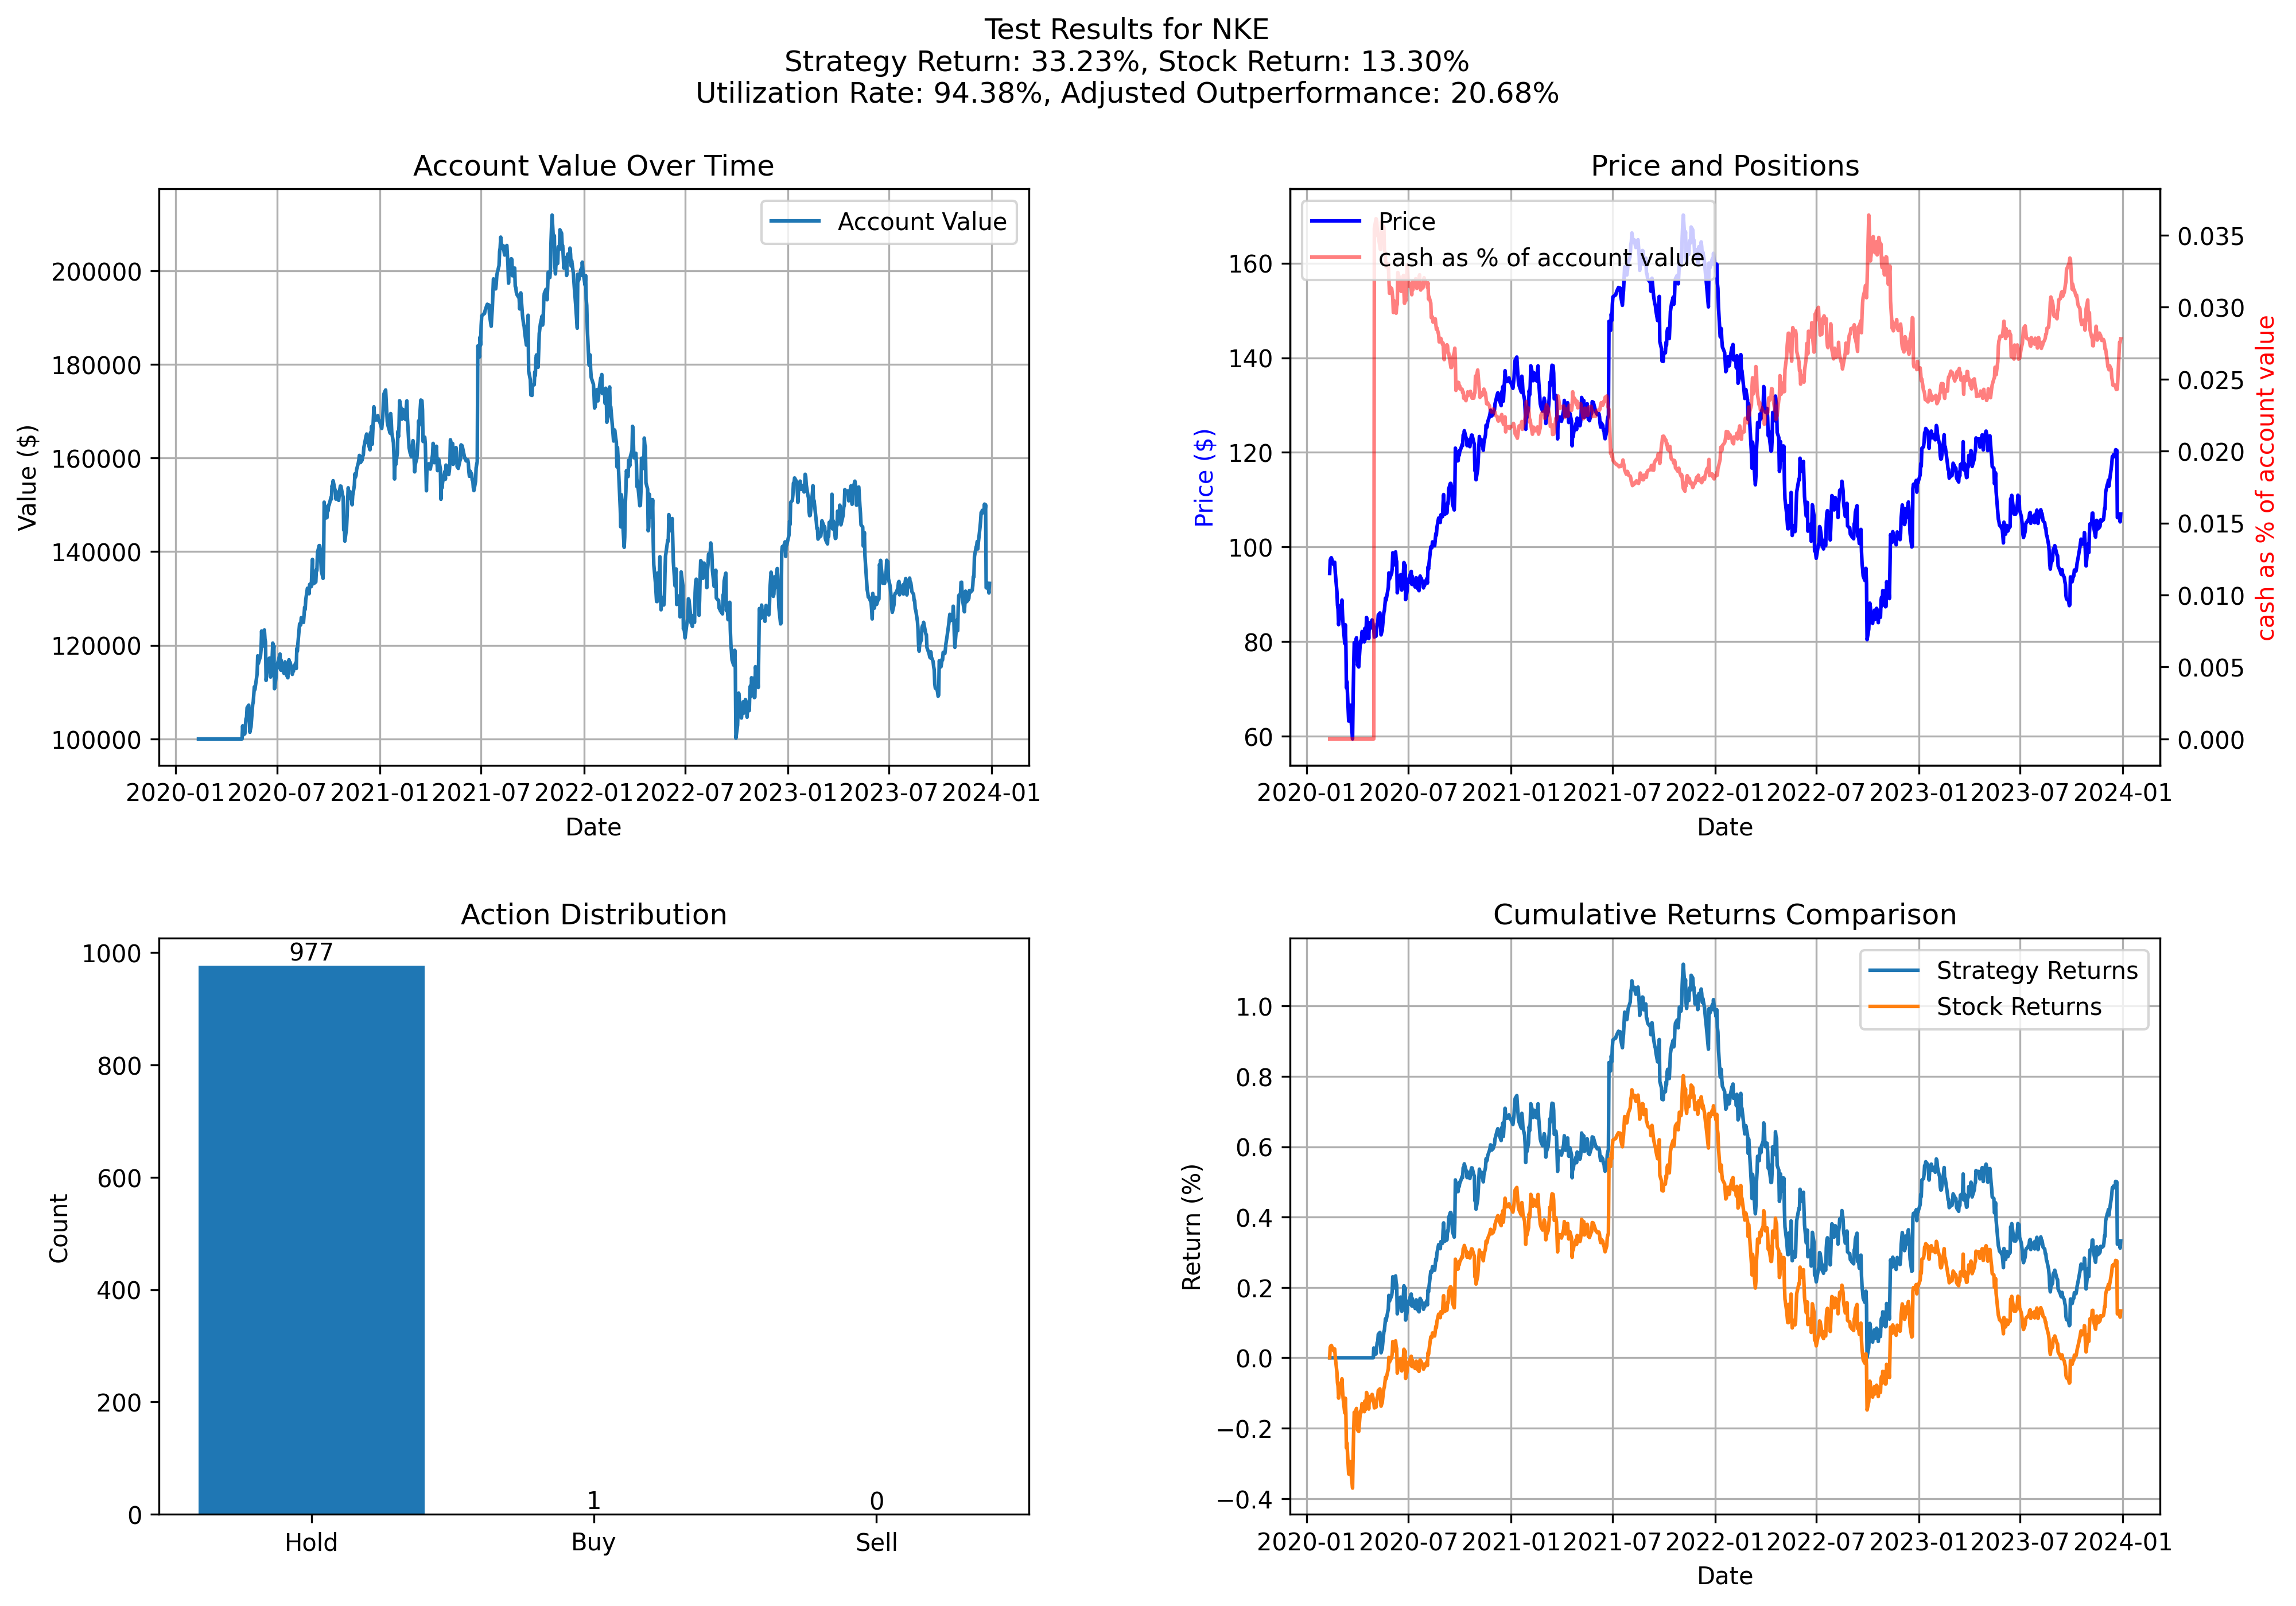 Test Results for NKE
Strategy Return: 33.23%, Stock Return: 13.30%
Utilization Rate: 94.38%, Adjusted Outperformance: 20.68%
Account Value Over Time
Account Value
Value ($)
200000
180000
160000
140000
120000
100000
2020-01 2020-07 2021-01 2021-07 2022-01 2022-07 2023-01 2023-07 2024-01
Date
Price and Positions
Price
cash as % of account value
Price ($)
160
140
120
100
80
60
0.035
0.030
0.025
0.020
0.015
0.010
0.005
0.000
cash as % of account value
2020-01 2020-07 2021-01 2021-07 2022-01 2022-07 2023-01 2023-07 2024-01
Date
Action Distribution
Count
1000
800
600
400
200
0
977
1
0
Hold Buy Sell
Cumulative Returns Comparison
Strategy Returns
Stock Returns
Return (%)
1.0
0.8
0.6
0.4
0.2
0.0
−0.2
−0.4
2020-01 2020-07 2021-01 2021-07 2022-01 2022-07 2023-01 2023-07 2024-01
Date